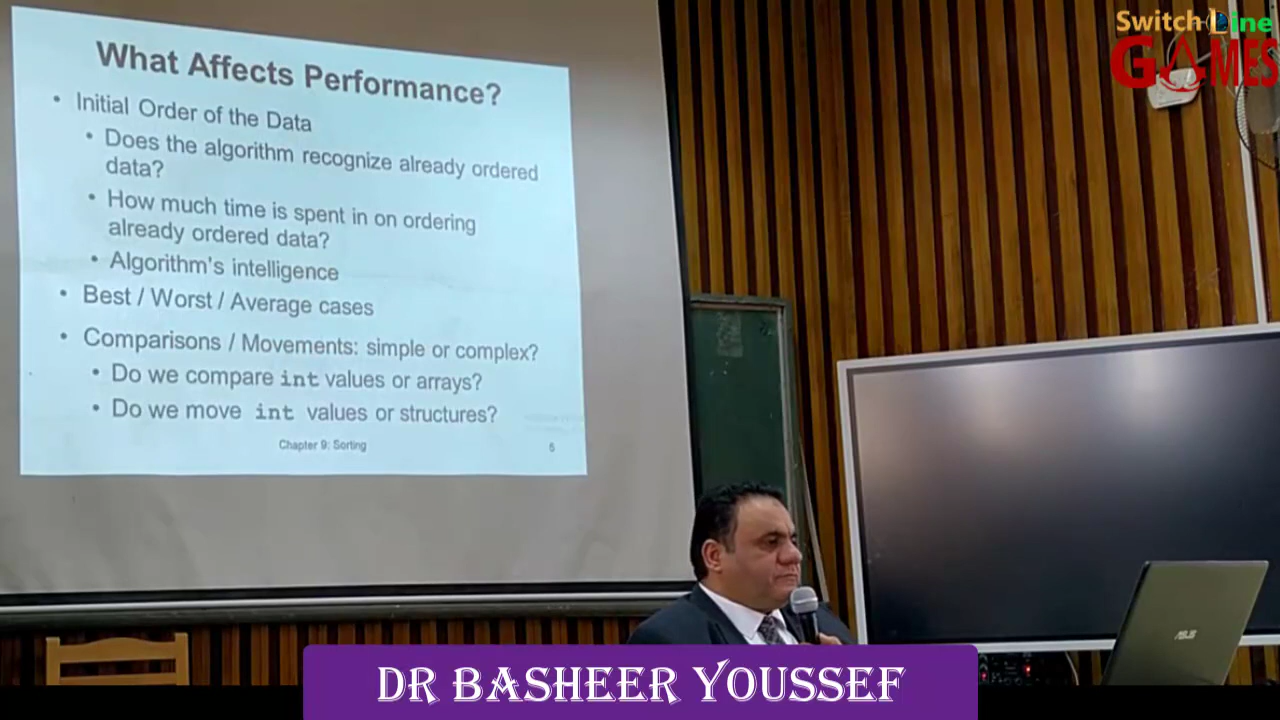 What Affects Performance?
• Initial Order of the Data
• Does the algorithm recognize already ordered
data?
• How much time is spent in on ordering
already ordered data?
• Algorithm's intelligence
• Best / Worst / Average cases
• Comparisons / Movements: simple or complex?
• Do we compare int values or arrays?
• Do we move int values or structures?
Chapter 9: Sorting
5
Switch Line
GAMES
ASUS
DR BASHEER YOUSSEF